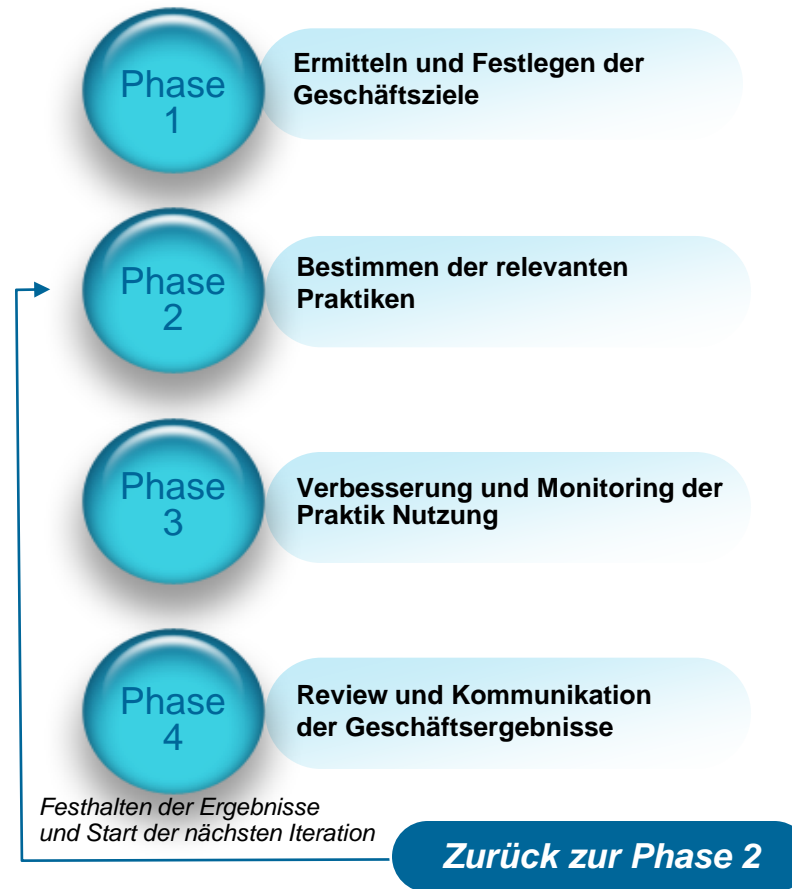 Phase
1
Ermitteln und Festlegen der
Geschäftsziele
Phase
2
Bestimmen der relevanten
Praktiken
Phase
3
Verbesserung und Monitoring der
Praktik Nutzung
Phase
4
Review und Kommunikation
der Geschäftsergebnisse
Festhalten der Ergebnisse
und Start der nächsten Iteration
Zurück zur Phase 2